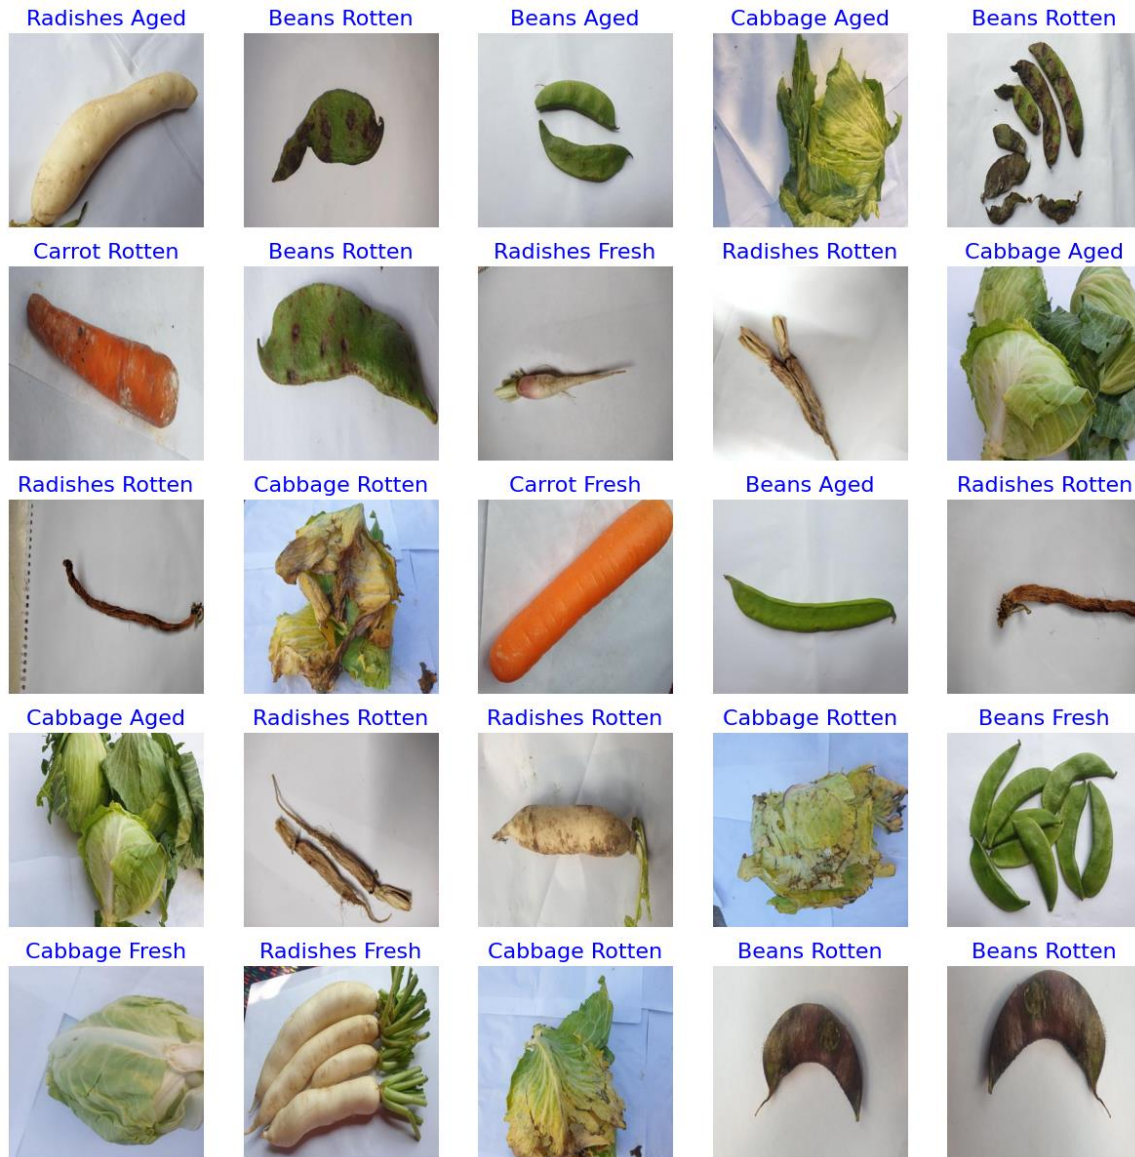 Radishes Aged
Beans Rotten
Beans Aged
Cabbage Aged
Beans Rotten
Carrot Rotten
Beans Rotten
Radishes Fresh
Radishes Rotten
Cabbage Aged
Radishes Rotten
Cabbage Rotten
Carrot Fresh
Beans Aged
Radishes Rotten
Cabbage Aged
Radishes Rotten
Radishes Rotten
Cabbage Rotten
Beans Fresh
Cabbage Fresh
Radishes Fresh
Cabbage Rotten
Beans Rotten
Beans Rotten